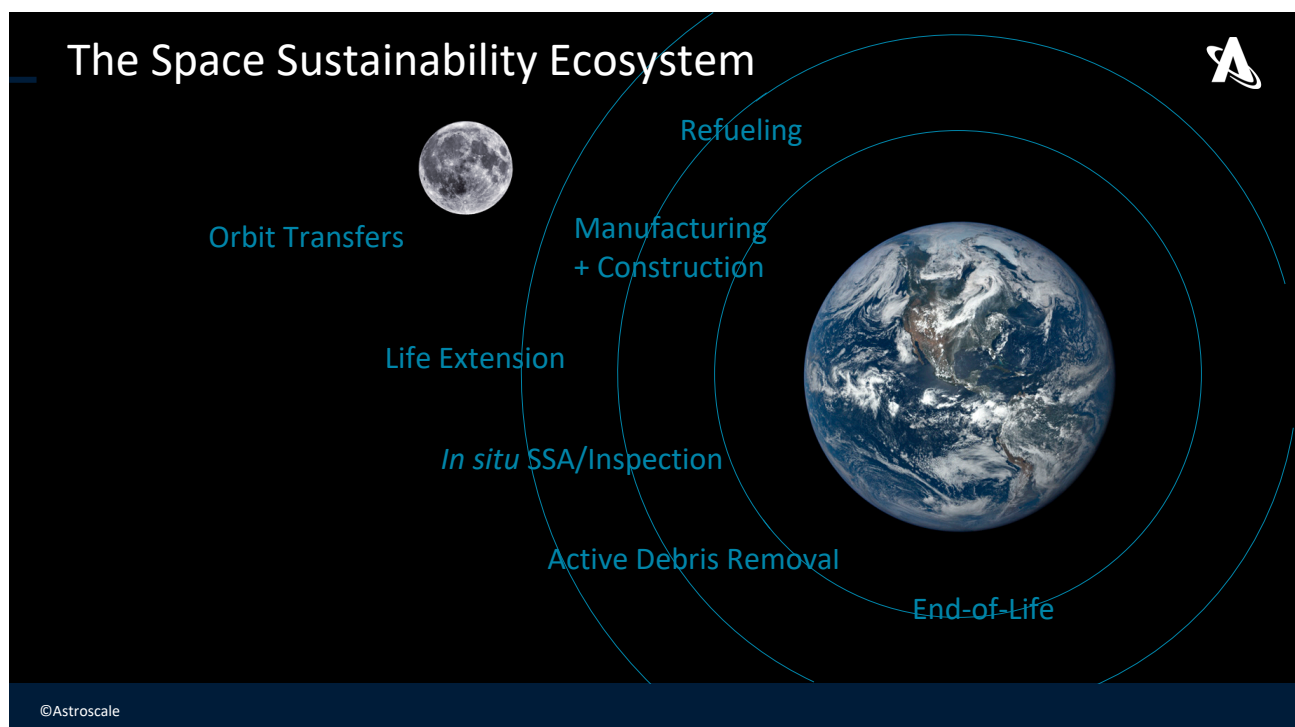 The Space Sustainability Ecosystem
Refueling
Orbit Transfers
Manufacturing
+ Construction
Life Extension
In situ SSA/Inspection
Active Debris Removal
End-of-Life
©Astroscale